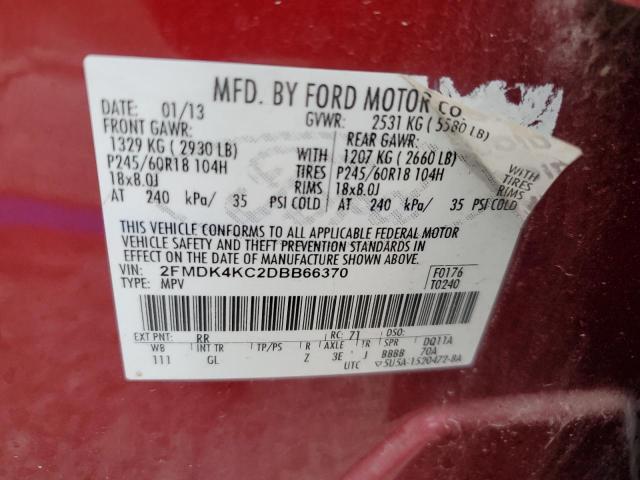 MFD. BY FORD MOTOR CO
DATE: 01/13 GVWR: 2531 KG (5580 LB)
FRONT GAWR: REAR GAWR:
1329 KG (2930 LB) WITH 1207 KG (2660 LB) WITH
P245/60R18 104H TIRES P245/60R18 104H TIRES
18x8.0J RIMS 18x8.0J RIMS
AT 240 kPa/ 35 PSI COLD AT 240 kPa/ 35 PSI COLD
THIS VEHICLE CONFORMS TO ALL APPLICABLE FEDERAL MOTOR
VEHICLE SAFETY AND THEFT PREVENTION STANDARDS IN
EFFECT ON THE DATE OF MANUFACTURE SHOWN ABOVE.
VIN: 2FMDK4KC2DBB66370 F0176
TYPE: MPV T0240
EXT PNT: RR RC: 71 DSO:
WB INT TR TP/PS R AXLE TR SPR DQ11A
111 GL Z 3E J BBBB 70A
UTC 5U5A-1520472-BA